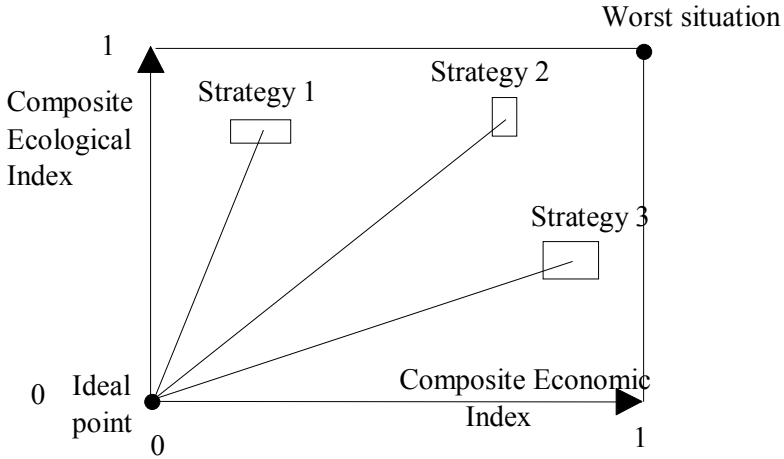 Worst situation
1
Strategy 2
Strategy 1
Composite
Ecological
Index
Strategy 3
0
Ideal
point
Composite Economic
Index
0
1